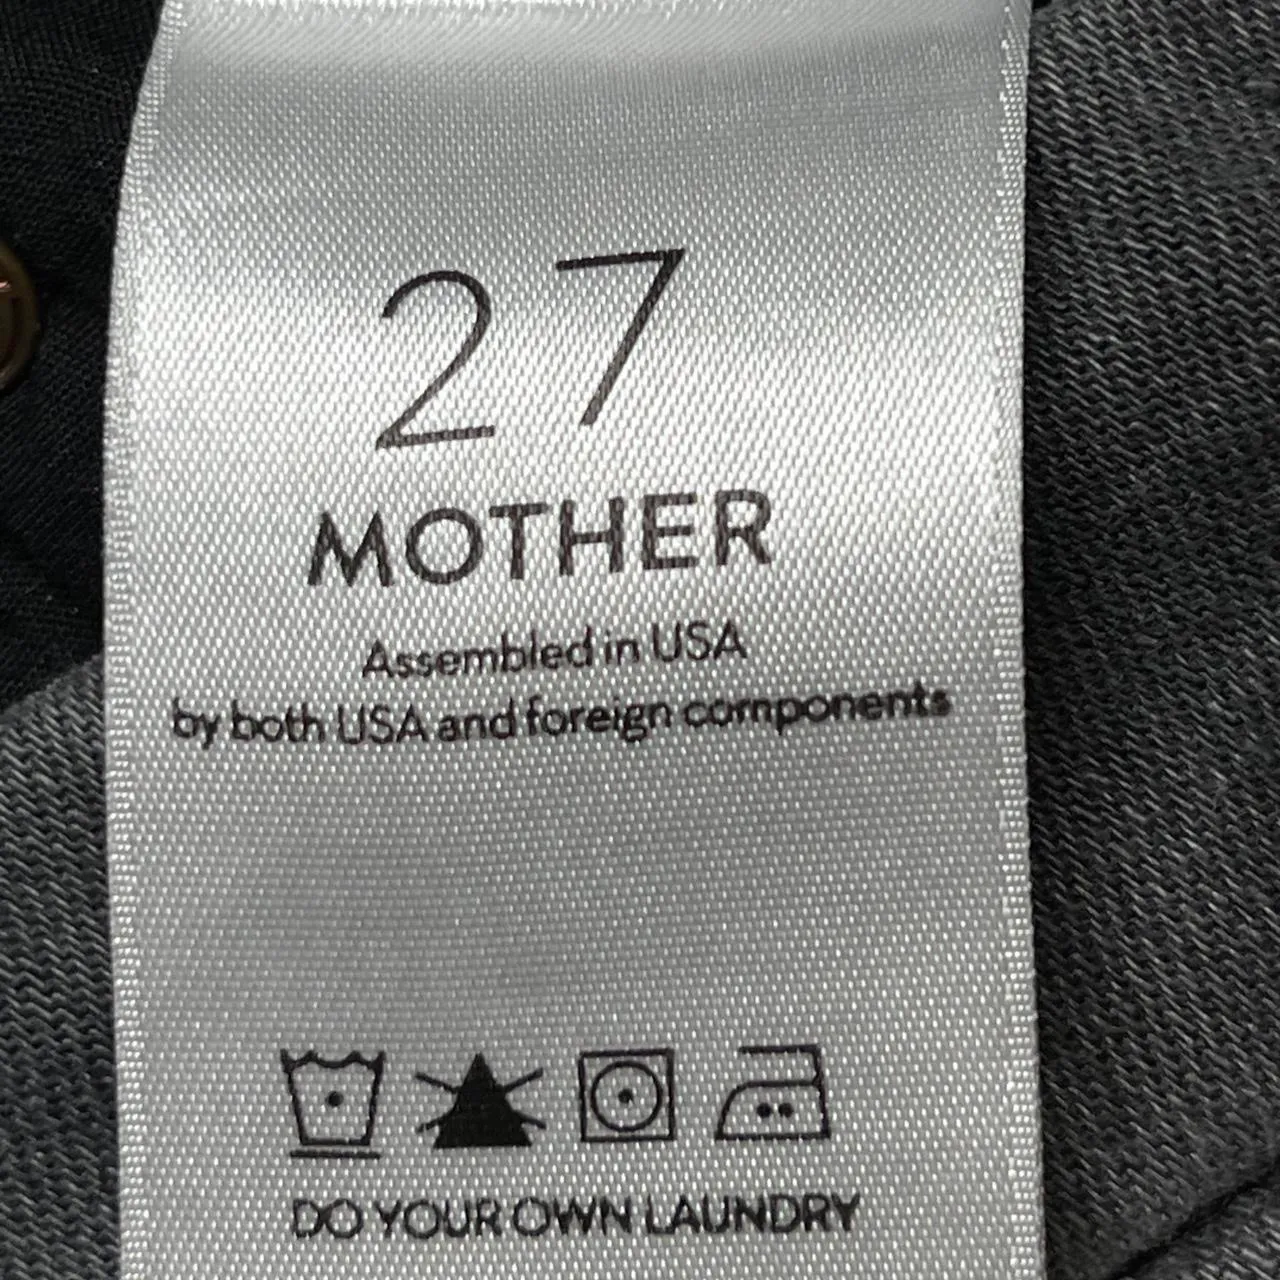 27
MOTHER
Assembled in USA
by both USA and foreign components
DO YOUR OWN LAUNDRY